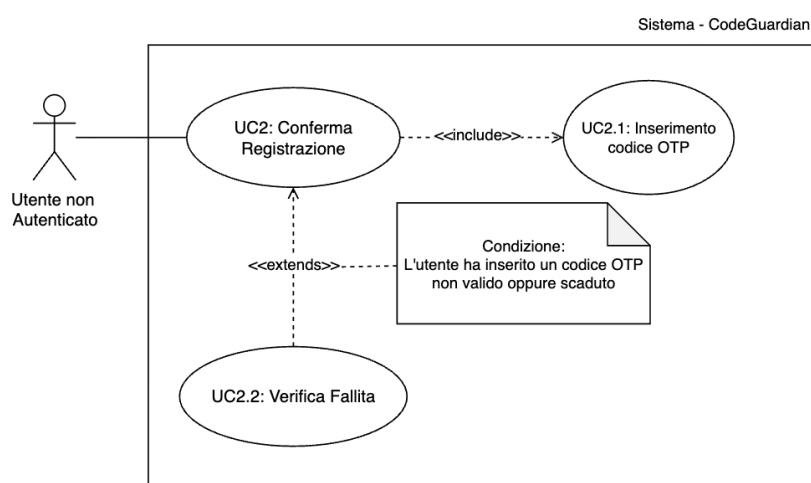 Sistema - CodeGuardian
UC2: Conferma
Registrazione
<<include>>
UC2.1: Inserimento
codice OTP
Utente non
Autenticato
<<extends>>
Condizione:
L'utente ha inserito un codice OTP
non valido oppure scaduto
UC2.2: Verifica Fallita